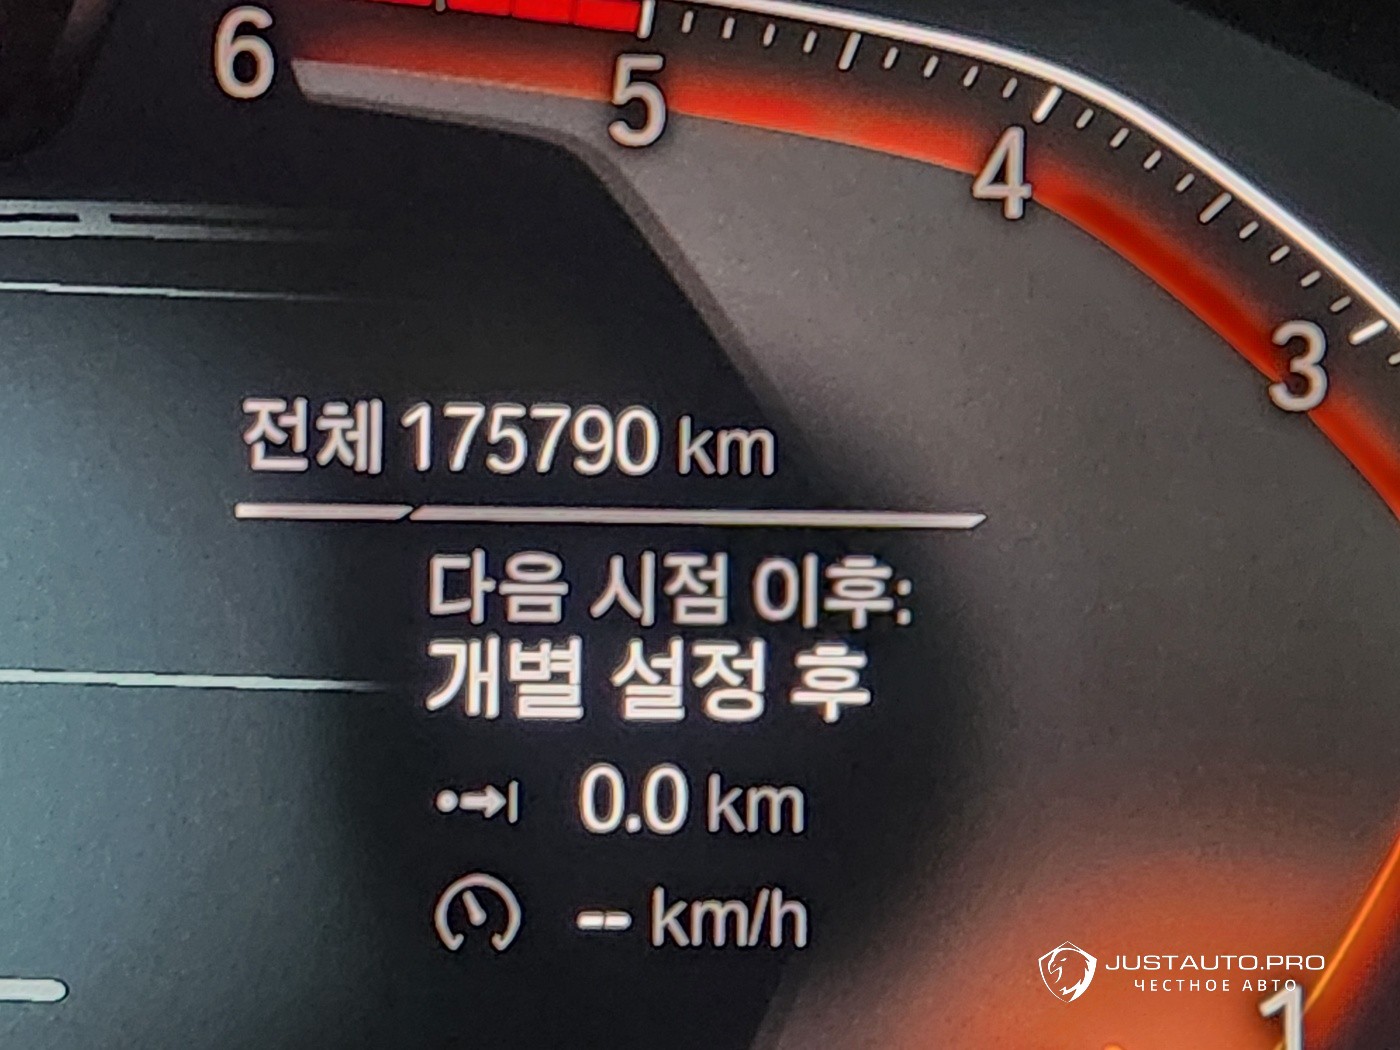 6
5
4
3
전체 175790 km
다음 시점 이후:
개별 설정 후
0.0 km
-- km/h
JUSTAUTO.PRO
ЧЕСТНОЕ АВТО
1